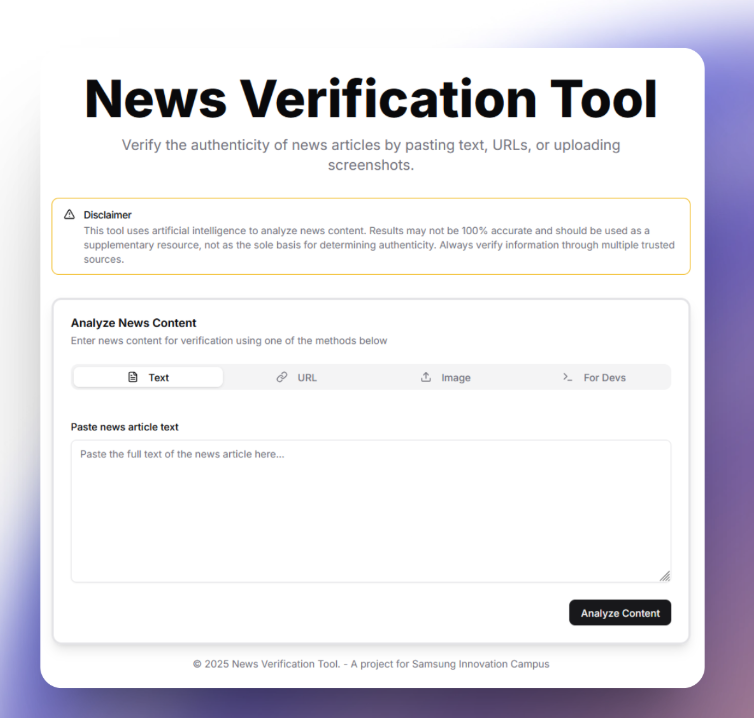 News Verification Tool
Verify the authenticity of news articles by pasting text, URLs, or uploading
screenshots.
Disclaimer
This tool uses artificial intelligence to analyze news content. Results may not be 100% accurate and should be used as a
supplementary resource, not as the sole basis for determining authenticity. Always verify information through multiple trusted
sources.
Analyze News Content
Enter news content for verification using one of the methods below
Text URL Image For Devs
Paste news article text
Paste the full text of the news article here...
Analyze Content
© 2025 News Verification Tool. - A project for Samsung Innovation Campus